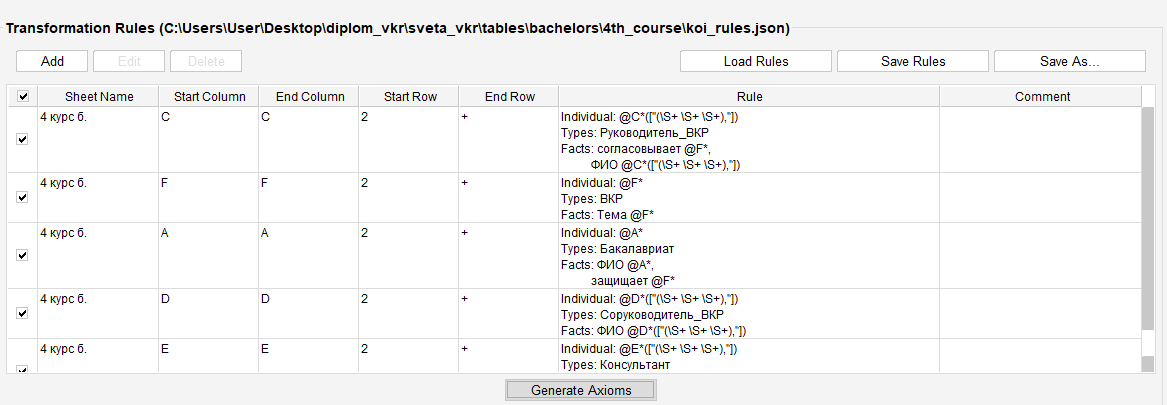 Transformation Rules (C:\Users\User\Desktop\diplom_vkr\sveta_vkr\tables\bachelors\4th_course\koi_rules.json)
Add Edit Delete Load Rules Save Rules Save As...
Sheet Name Start Column End Column Start Row End Row Rule Comment
4 курс б. C C 2 + Individual: @C*(["(\S+ \S+ \S+),"])
Types: Руководитель_ВКР
Facts: согласовывает @F*,
ФИО @C*(["(\S+ \S+ \S+),"])
4 курс б. F F 2 + Individual: @F*
Types: ВКР
Facts: Тема @F*
4 курс б. A A 2 + Individual: @A*
Types: Бакалавриат
Facts: ФИО @A*,
защищает @F*
4 курс б. D D 2 + Individual: @D*(["(\S+ \S+ \S+),"])
Types: Соруководитель_ВКР
Facts: ФИО @D*(["(\S+ \S+ \S+),"])
4 курс б. E E 2 + Individual: @E*(["(\S+ \S+ \S+),"])
Types: Консультант
Generate Axioms